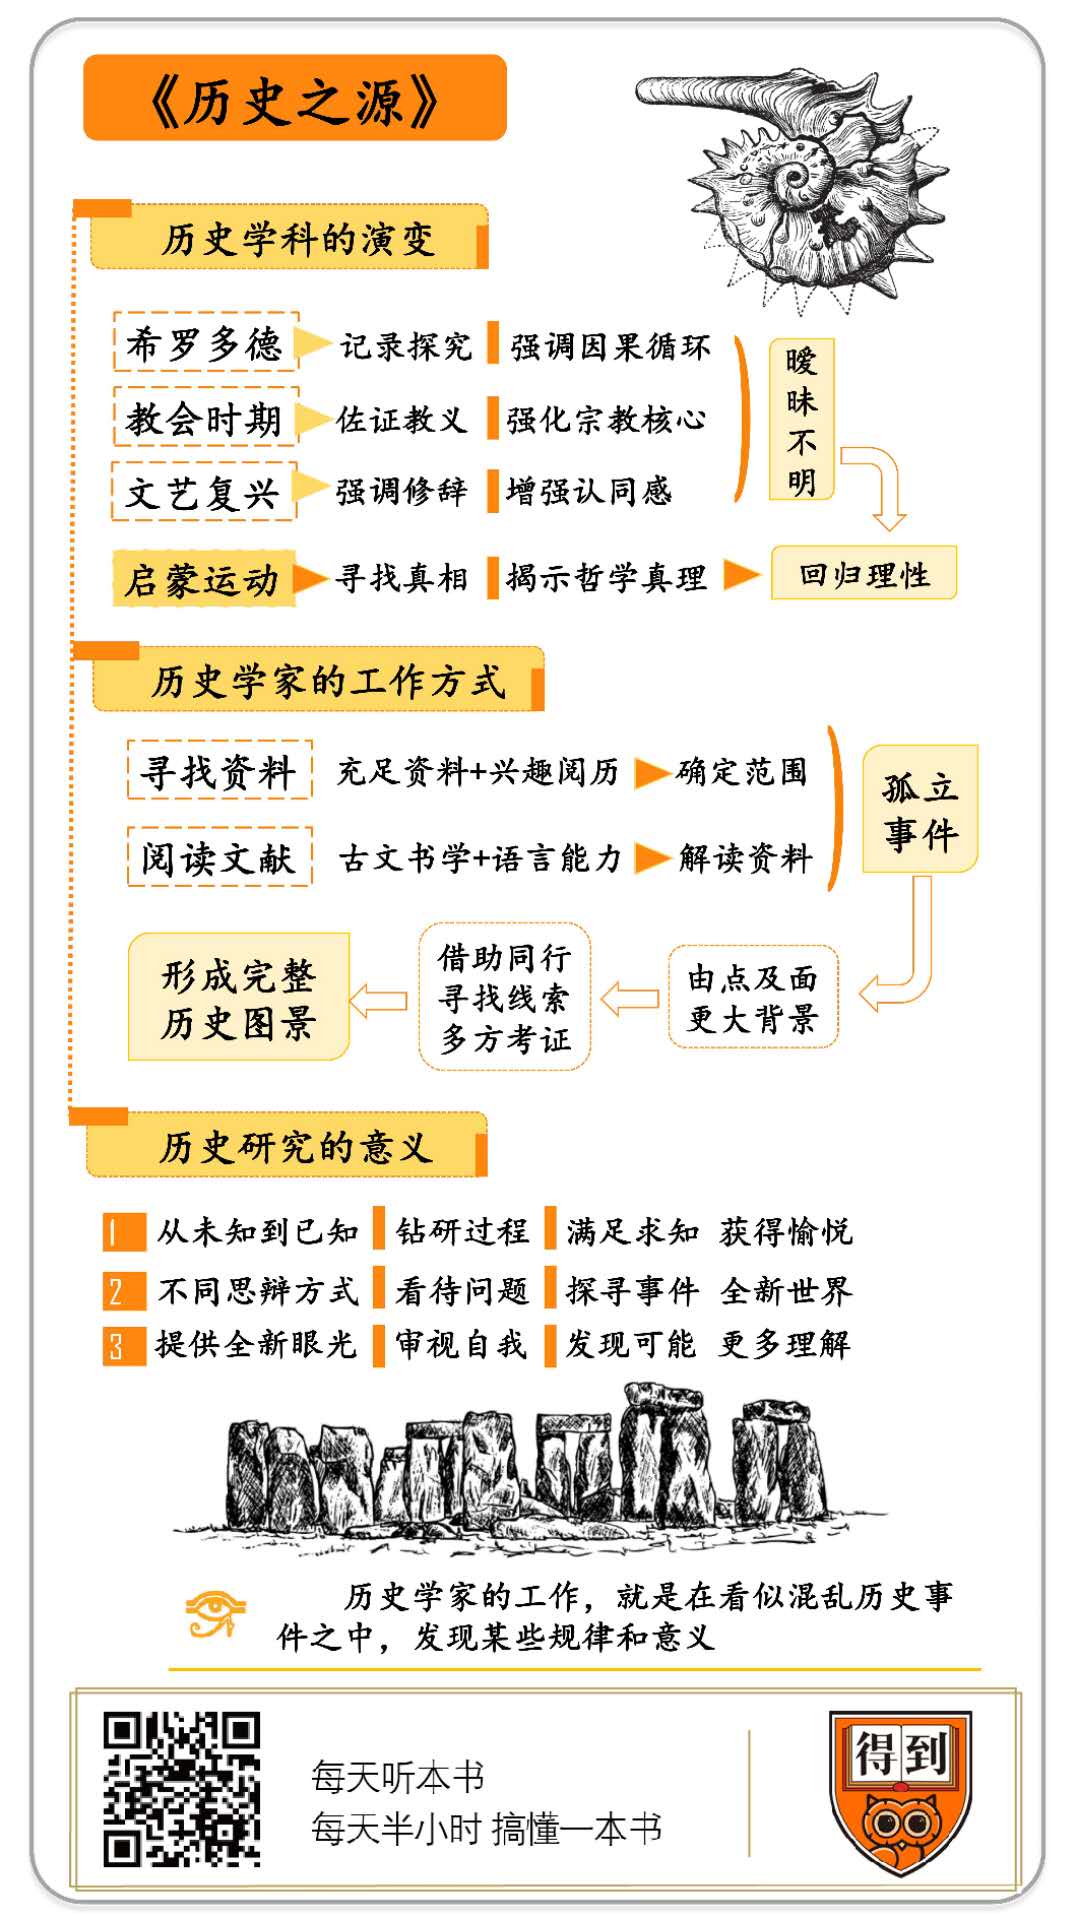 《历史之源》
历史学科的演变
希罗多德 记录探究 强调因果循环
教会时期 佐证教义 强化宗教核心
文艺复兴 强调修辞 增强认同感
暧昧不明
启蒙运动 寻找真相 揭示哲学真理 回归理性
历史学家的工作方式
寻找资料 充足资料+兴趣阅历 确定范围
阅读文献 古文书学+语言能力 解读资料
孤立
事件
由点及面
更大背景
借助同行
寻找线索
多方考证
形成完整
历史图景
历史研究的意义
1 从未知到已知 钻研过程 满足求知 获得愉悦
2 不同思辩方式 看待问题 探寻事件 全新世界
3 提供全新眼光 审视自我 发现可能 更多理解
历史学家的工作，就是在看似混乱历史事
件之中，发现某些规律和意义
每天听本书
每天半小时 搞懂一本书
得到